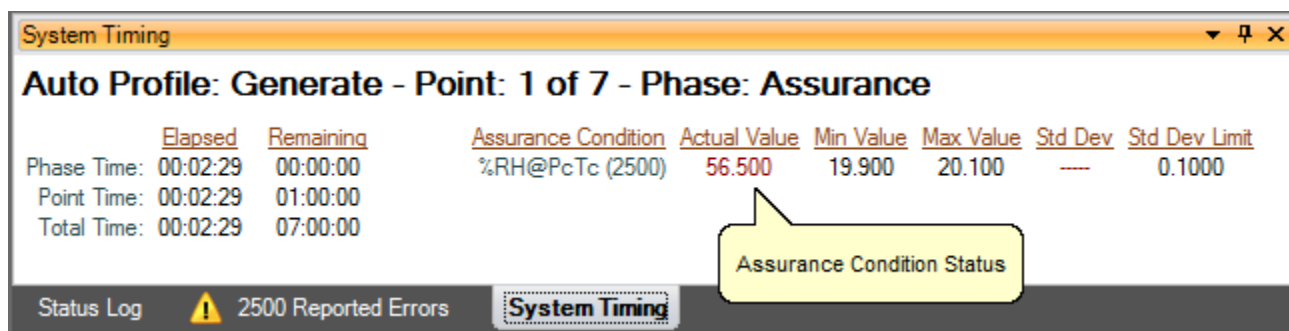 System Timing
Auto Profile: Generate - Point: 1 of 7 - Phase: Assurance
Elapsed Remaining Assurance Condition Actual Value Min Value Max Value Std Dev Std Dev Limit
Phase Time: 00:02:29 00:00:00 %RH@PcTc (2500) 56.500 19.900 20.100 ----- 0.1000
Point Time: 00:02:29 01:00:00
Total Time: 00:02:29 07:00:00
Assurance Condition Status
Status Log 2500 Reported Errors System Timing